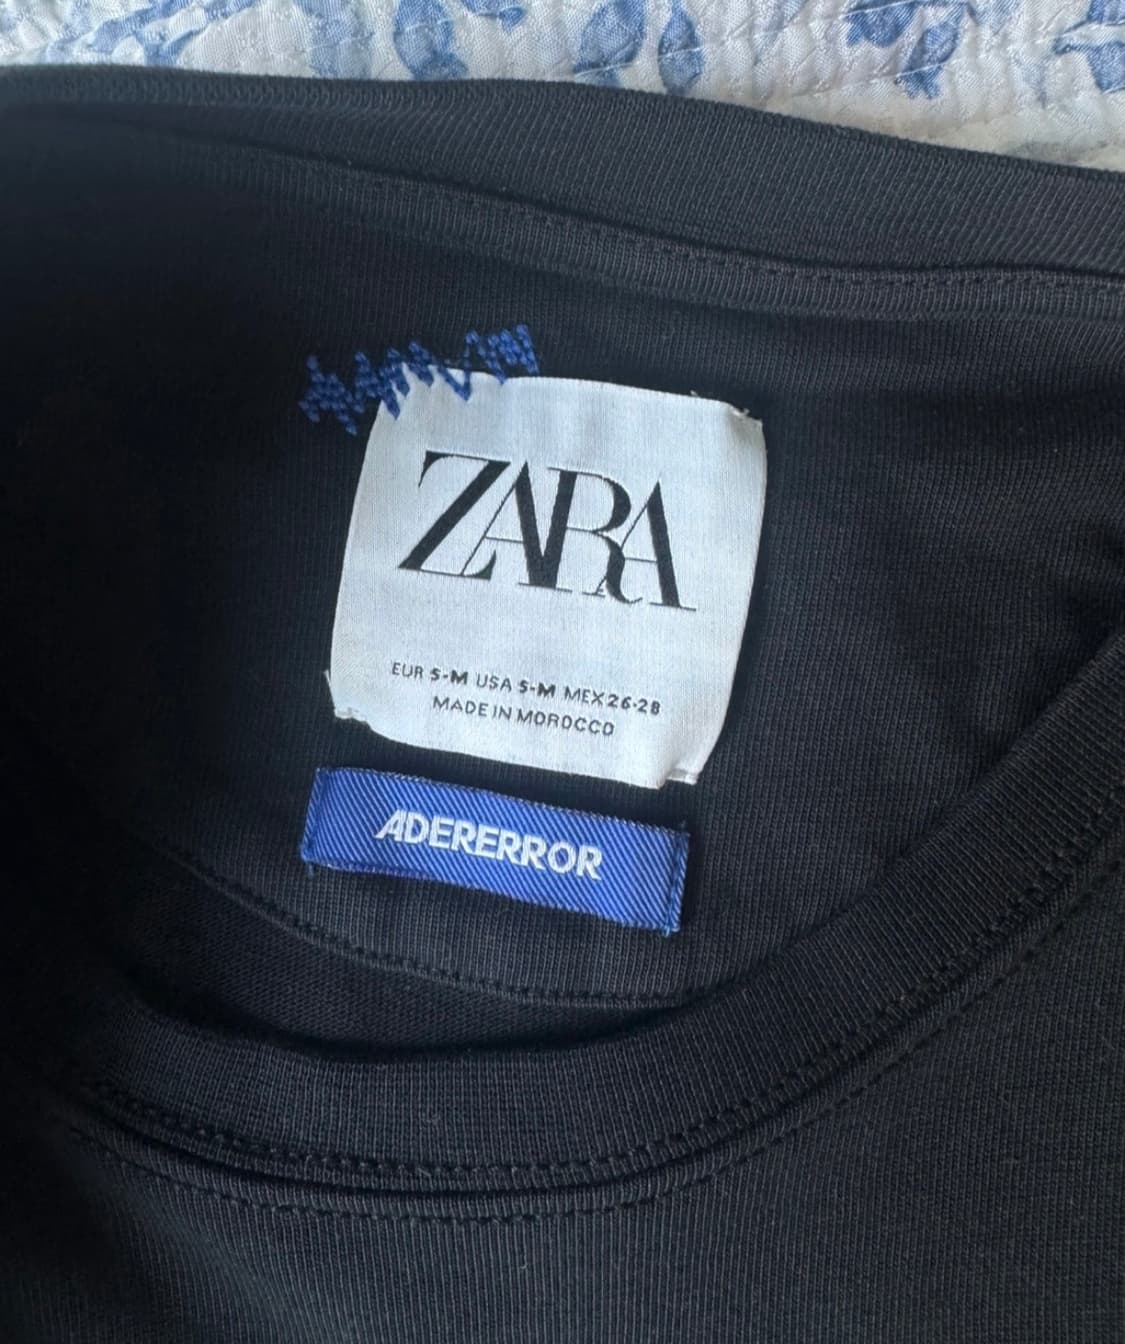 ZARA
EUR S-M USA S-M MEX 26-28
MADE IN MOROCCO
ADERERROR